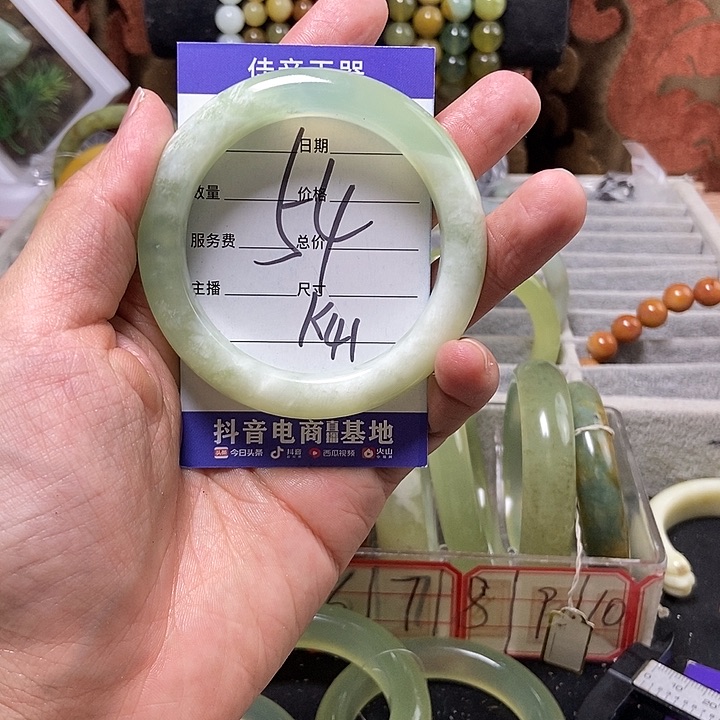 佳音玉器
日期
数量 价格
54
服务费 总价
主播 尺寸
K41
抖音电商直播基地
头条 今日头条 抖音 西瓜视频 火山
7 8 9 10